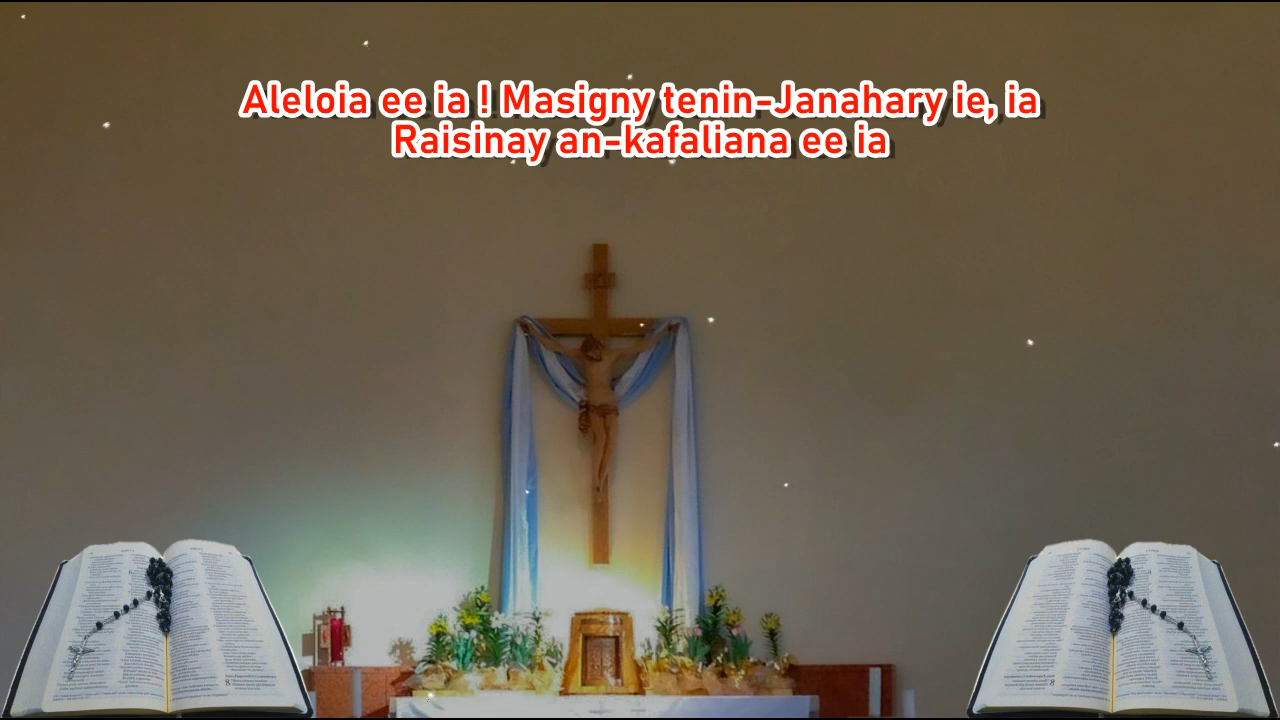 Aleloia ee ia ! Masigny tenin-Janahary ie, ia
Raisinay an-kafaliana ee ia